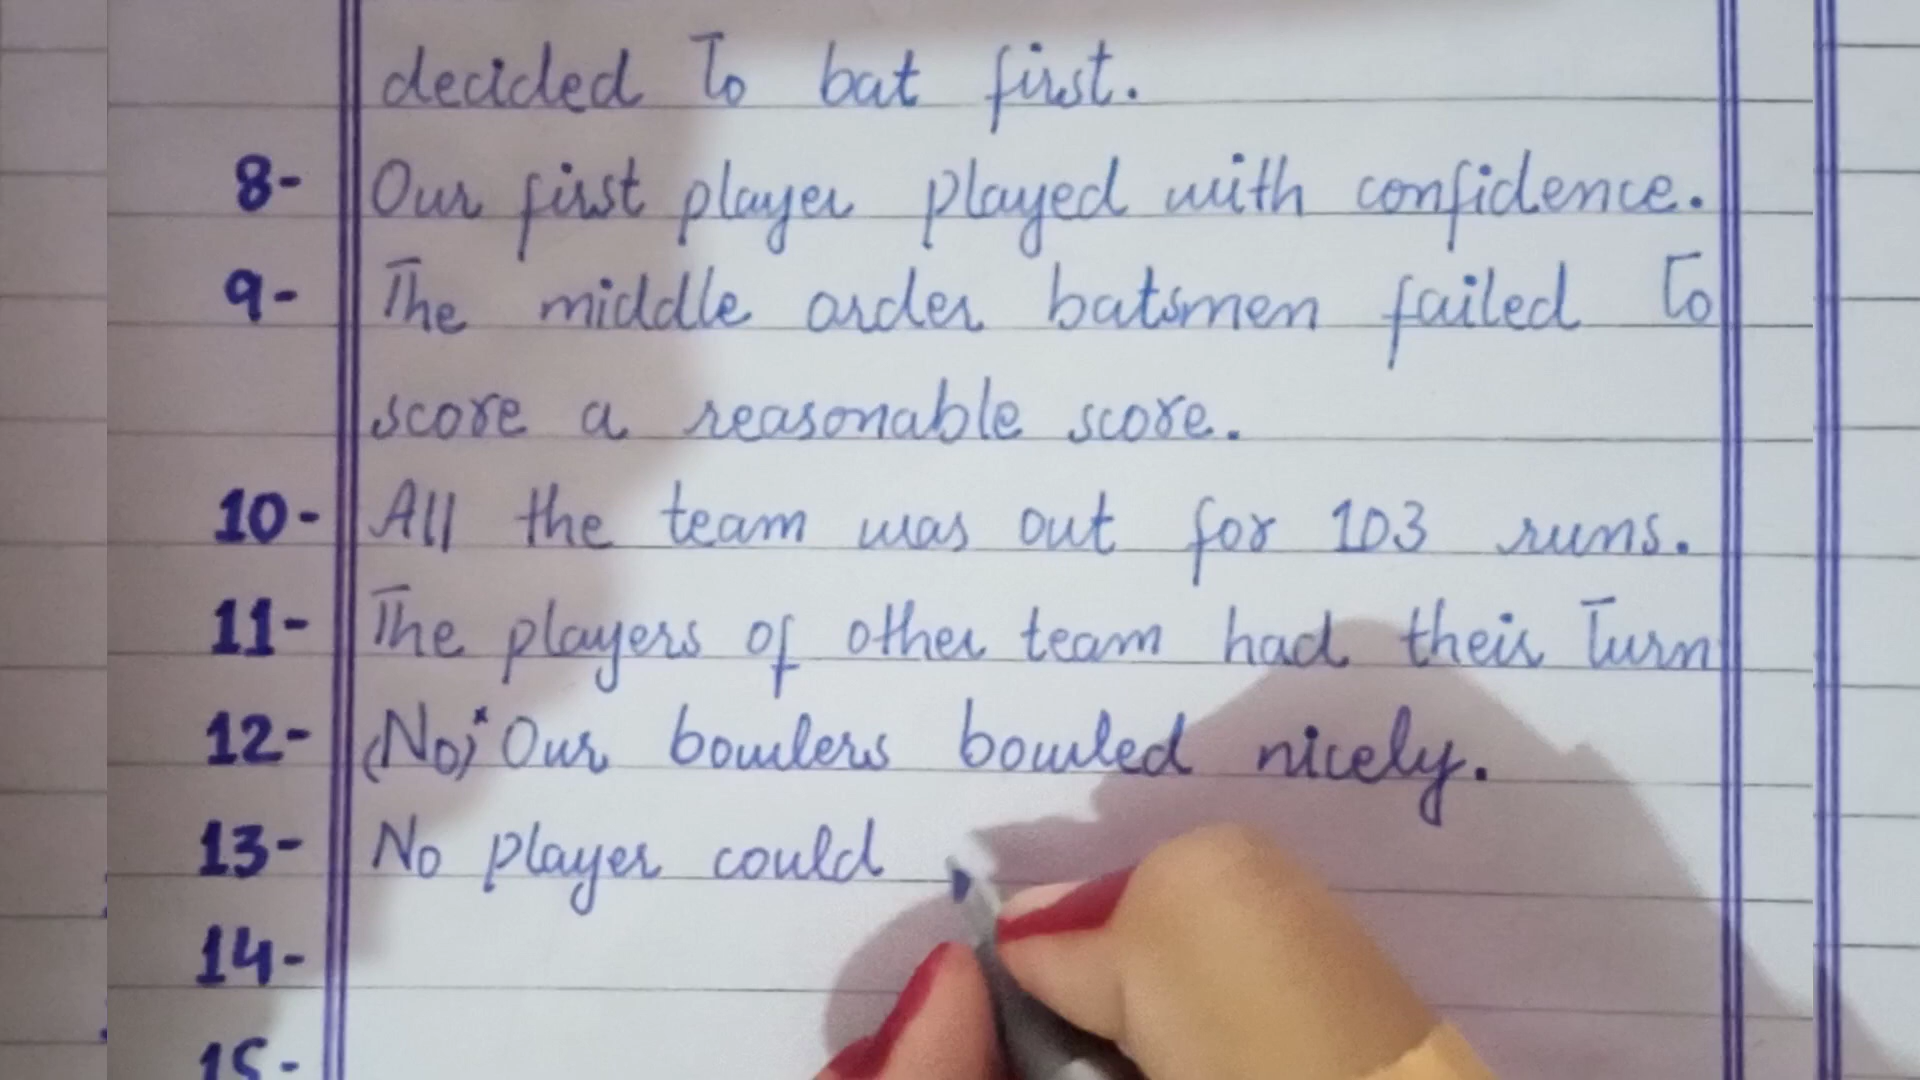 decided To bat first.
8- Our first player played with confidence.
9- The middle order batsmen failed To
score a reasonable score.
10- All the team was out for 103 runs.
11- The players of other team had their Turn
12- (No)* Our bowlers bowled nicely.
13- No player could
14-
15-